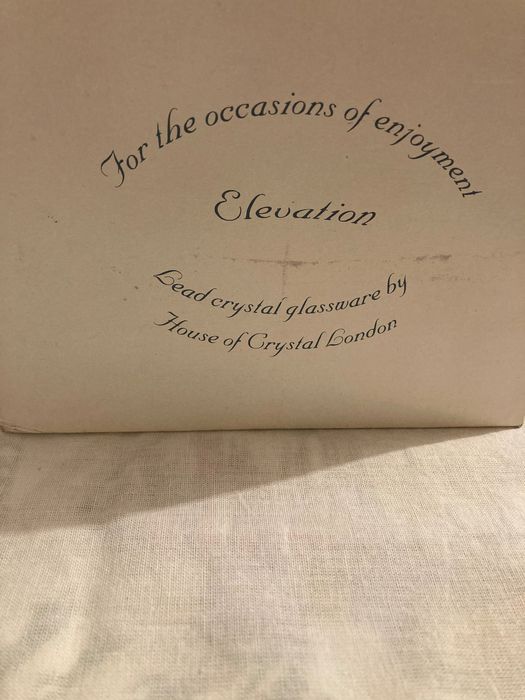 For the occasions of enjoyment
Elevation
Lead crystal glassware by
House of Crystal London